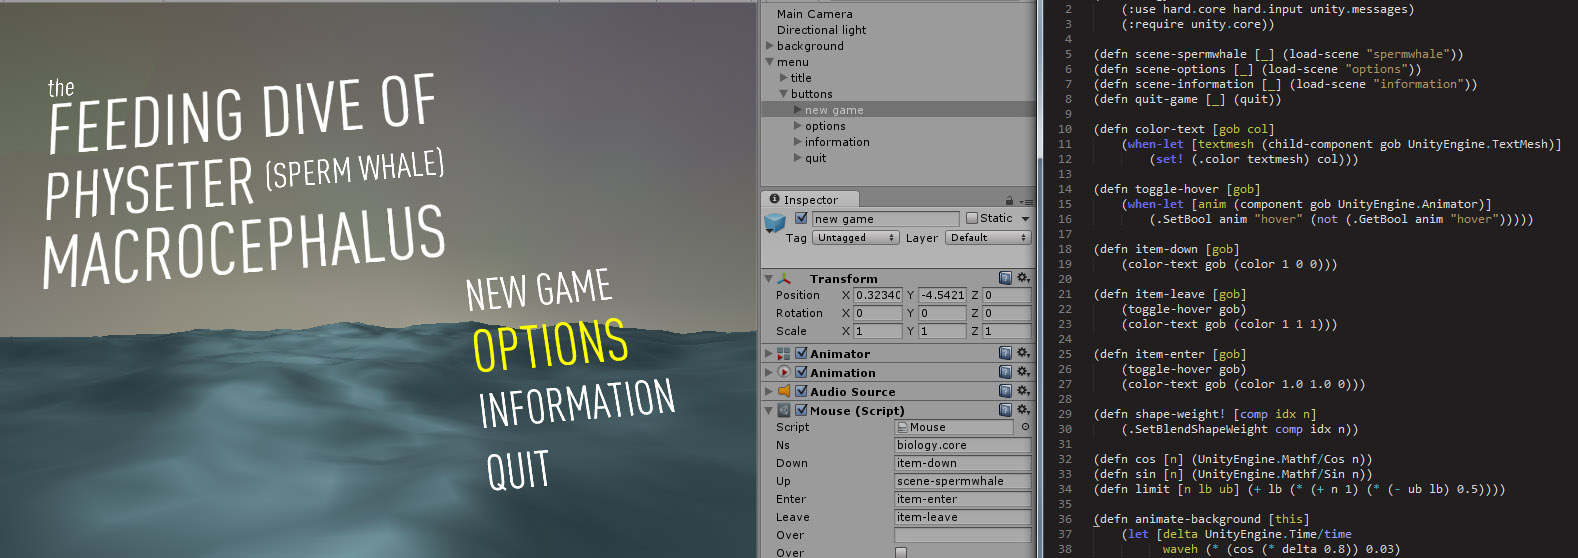 the
FEEDING DIVE OF
PHYSETER (SPERM WHALE)
MACROCEPHALUS
NEW GAME
OPTIONS
INFORMATION
QUIT
Main Camera
Directional light
background
menu
title
buttons
new game
options
information
quit
Inspector
new game Static
Tag Untagged Layer Default
Transform
Position X 0.3234( Y -4.5421 Z 0
Rotation X 0 Y 0 Z 0
Scale X 1 Y 1 Z 1
Animator
Animation
Audio Source
Mouse (Script)
Script Mouse
Ns biology.core
Down item-down
Up scene-spermwhale
Enter item-enter
Leave item-leave
Over
Over
2 (:use hard.core hard.input unity.messages)
3 (:require unity.core))
4
5 (defn scene-spermwhale [_] (load-scene "spermwhale"))
6 (defn scene-options [_] (load-scene "options"))
7 (defn scene-information [_] (load-scene "information"))
8 (defn quit-game [_] (quit))
9
10 (defn color-text [gob col]
11 (when-let [textmesh (child-component gob UnityEngine.TextMesh)]
12 (set! (.color textmesh) col)))
13
14 (defn toggle-hover [gob]
15 (when-let [anim (component gob UnityEngine.Animator)]
16 (.SetBool anim "hover" (not (.GetBool anim "hover")))))
17
18 (defn item-down [gob]
19 (color-text gob (color 1 0 0)))
20
21 (defn item-leave [gob]
22 (toggle-hover gob)
23 (color-text gob (color 1 1 1)))
24
25 (defn item-enter [gob]
26 (toggle-hover gob)
27 (color-text gob (color 1.0 1.0 0)))
28
29 (defn shape-weight! [comp idx n]
30 (.SetBlendShapeWeight comp idx n))
31
32 (defn cos [n] (UnityEngine.Mathf/Cos n))
33 (defn sin [n] (UnityEngine.Mathf/Sin n))
34 (defn limit [n lb ub] (+ lb (* (+ n 1) (* (- ub lb) 0.5))))
35
36 (defn animate-background [this]
37 (let [delta UnityEngine.Time/time
38 waveh (* (cos (* delta 0.8)) 0.03)